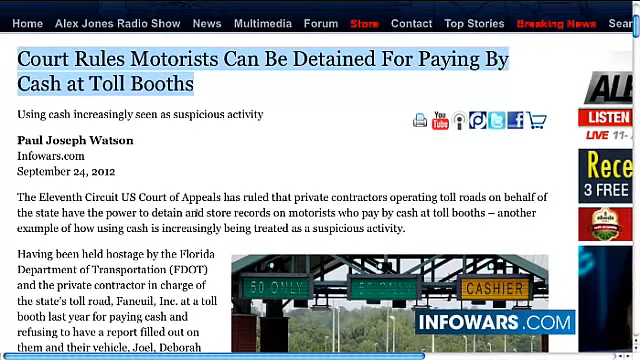 Home Alex Jones Radio Show News Multimedia Forum Store Contact Top Stories Breaking News
Court Rules Motorists Can Be Detained For Paying By
Cash at Toll Booths
Using cash increasingly seen as suspicious activity
You
Tube
Paul Joseph Watson
Infowars.com
September 24, 2012
LISTEN
LIVE 11-
3 FREE
The Eleventh Circuit US Court of Appeals has ruled that private contractors operating toll roads on behalf of
the state have the power to detain and store records on motorists who pay by cash at toll booths – another
example of how using cash is increasingly being treated as a suspicious activity.
Having been held hostage by the Florida
Department of Transportation (FDOT)
and the private contractor in charge of
the state's toll road, Faneuil, Inc. at a toll
booth last year for paying cash and
refusing to have a report filled out on
them and their vehicle, Joel, Deborah
50 ONLY
50 ONLY
CASHIER
INFOWARS.COM